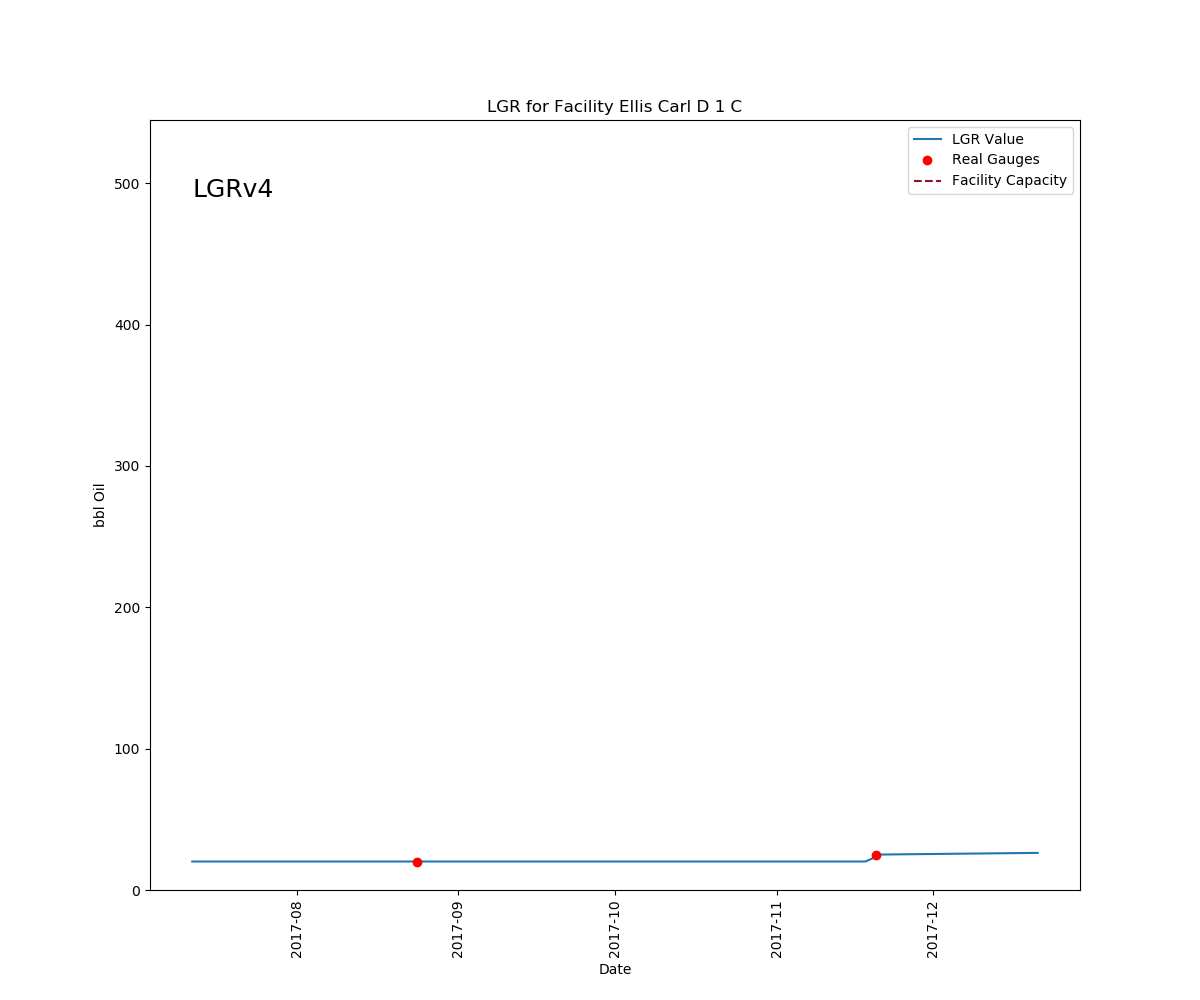 LGR for Facility Ellis Carl D 1 C
LGRv4
LGR Value
Real Gauges
Facility Capacity
500
400
300
200
100
0
bbl Oil
2017-08
2017-09
2017-10
2017-11
2017-12
Date